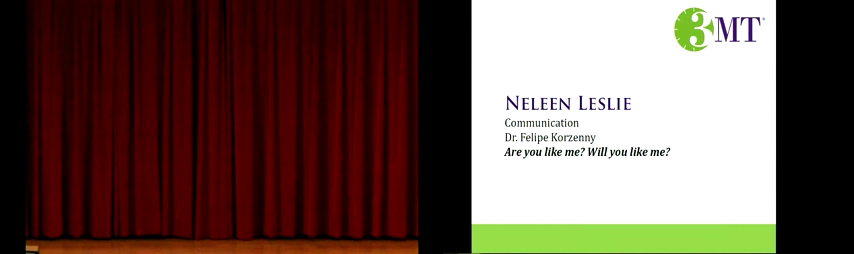 3MT®
NELEEN LESLIE
Communication
Dr. Felipe Korzenny
Are you like me? Will you like me?